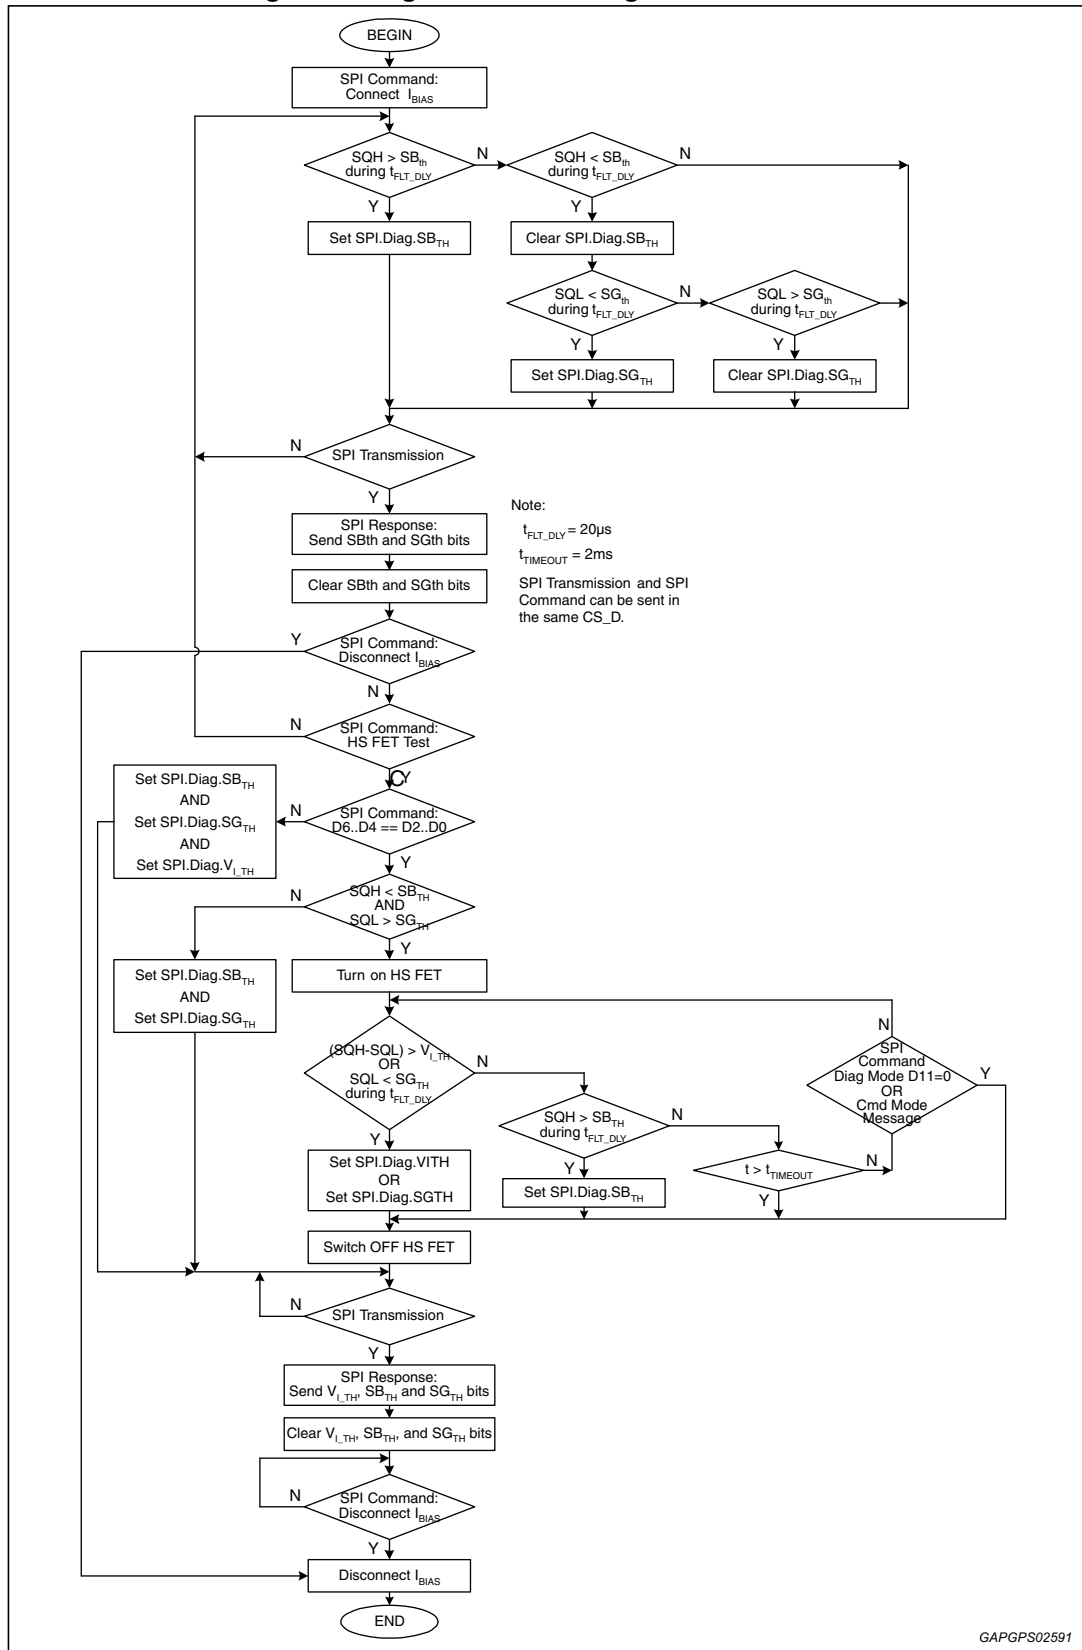 BEGIN
SPI Command:
Connect I_BIAS
SQH > SB_th
during t_FLT_DLY
N
SQH < SB_th
during t_FLT_DLY
N
Y
Y
Set SPI.Diag.SB_TH
Clear SPI.Diag.SB_TH
SQL < SG_th
during t_FLT_DLY
N
SQL > SG_th
during t_FLT_DLY
N
Y
Y
Set SPI.Diag.SG_TH
Clear SPI.Diag.SG_TH
N
SPI Transmission
Y
Note:
t_FLT_DLY = 20µs
t_TIMEOUT = 2ms
SPI Transmission and SPI
Command can be sent in
the same CS_D.
SPI Response:
Send SBth and SGth bits
Clear SBth and SGth bits
Y
SPI Command:
Disconnect I_BIAS
N
N
SPI Command:
HS FET Test
C
Y
Set SPI.Diag.SB_TH
AND
Set SPI.Diag.SG_TH
AND
Set SPI.Diag.V_I_TH
N
SPI Command:
D6..D4 == D2..D0
Y
N
SQH < SB_TH
AND
SQL > SG_TH
Y
Set SPI.Diag.SB_TH
AND
Set SPI.Diag.SG_TH
Turn on HS FET
(SQH-SQL) > V_I_TH
OR
SQL < SG_TH
during t_FLT_DLY
N
Y
N
SPI
Command
Diag Mode D11=0
OR
Cmd Mode
Message
Y
SQH > SB_TH
during t_FLT_DLY
N
Y
t > t_TIMEOUT
N
Y
Set SPI.Diag.VITH
OR
Set SPI.Diag.SGTH
Set SPI.Diag.SB_TH
Switch OFF HS FET
N
SPI Transmission
Y
SPI Response:
Send V_I_TH, SB_TH and SG_TH bits
Clear V_I_TH, SB_TH, and SG_TH bits
N
SPI Command:
Disconnect I_BIAS
Y
Disconnect I_BIAS
END
GAPGPS02591